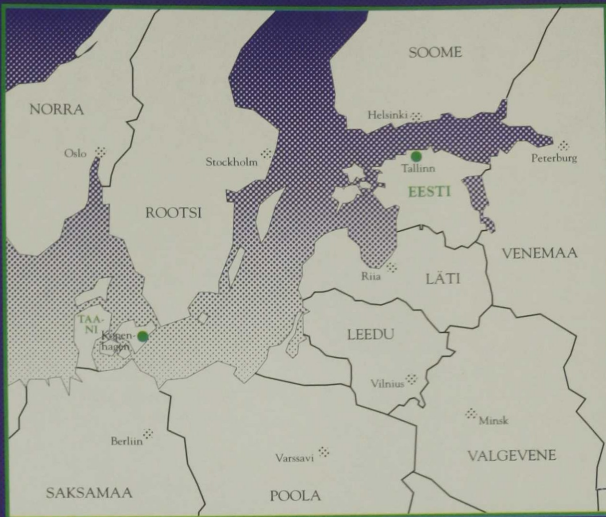 SOOME
NORRA
Helsinki
Oslo
Stockholm
Tallinn
Peterburg
EESTI
ROOTSI
VENEMAA
Riia
LÄTI
TAA-
NI
Kopen-
hagen
LEEDU
Vilnius
Minsk
Berliin
Varssavi
VALGEVENE
SAKSAMAA
POOLA